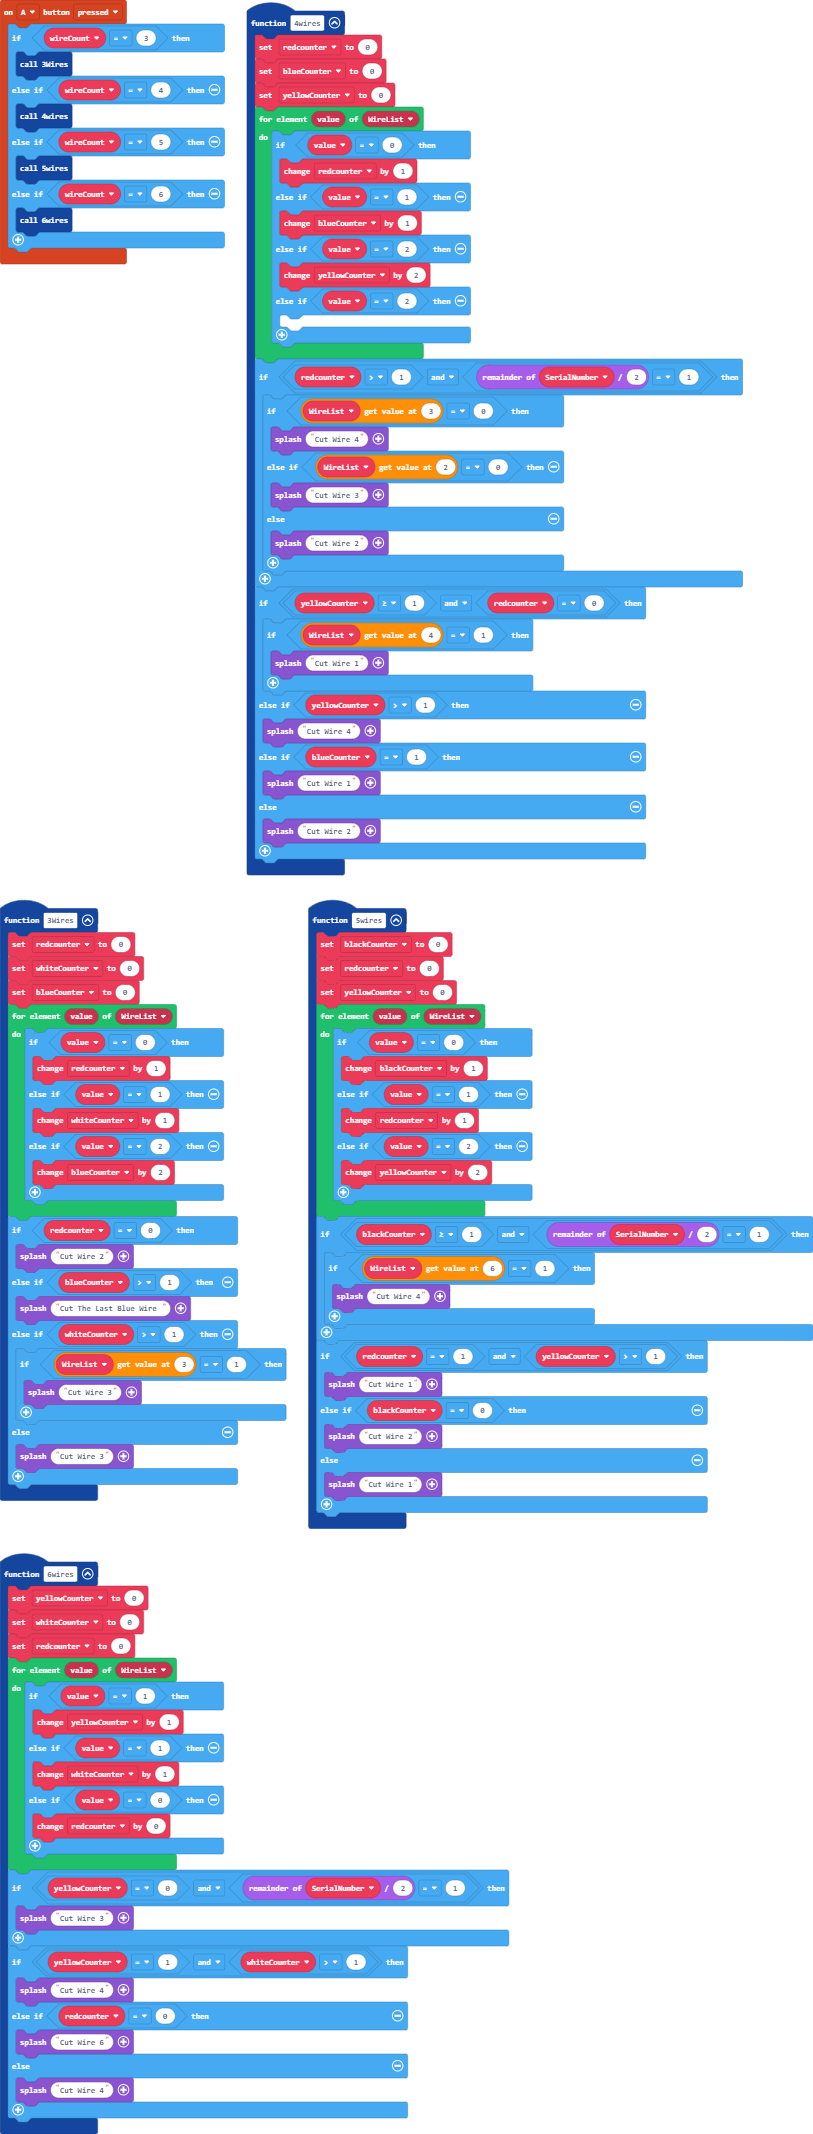 on A button pressed
if wireCount = 3 then
call 3Wires
else if wireCount = 4 then
call 4wires
else if wireCount = 5 then
call 5wires
else if wireCount = 6 then
call 6wires
function 4wires
set redcounter to 0
set blueCounter to 0
set yellowCounter to 0
for element value of WireList
do
if value = 0 then
change redcounter by 1
else if value = 1 then
change blueCounter by 1
else if value = 2 then
change yellowCounter by 2
else if value = 2 then
if redcounter > 1 and remainder of SerialNumber / 2 = 1 then
if WireList get value at 3 = 0 then
splash "Cut Wire 4"
else if WireList get value at 2 = 0 then
splash "Cut Wire 3"
else
splash "Cut Wire 2"
if yellowCounter ≥ 1 and redcounter = 0 then
if WireList get value at 4 = 1 then
splash "Cut Wire 1"
else if yellowCounter > 1 then
splash "Cut Wire 4"
else if blueCounter = 1 then
splash "Cut Wire 1"
else
splash "Cut Wire 2"
function 3Wires
set redcounter to 0
set whiteCounter to 0
set blueCounter to 0
for element value of WireList
do
if value = 0 then
change redcounter by 1
else if value = 1 then
change whiteCounter by 1
else if value = 2 then
change blueCounter by 2
if redcounter = 0 then
splash "Cut Wire 2"
else if blueCounter > 1 then
splash "Cut The Last Blue Wire "
else if whiteCounter > 1 then
if WireList get value at 3 = 1 then
splash "Cut Wire 3"
else
splash "Cut Wire 3"
function 5wires
set blackCounter to 0
set redcounter to 0
set yellowCounter to 0
for element value of WireList
do
if value = 0 then
change blackCounter by 1
else if value = 1 then
change redcounter by 1
else if value = 2 then
change yellowCounter by 2
if blackCounter ≥ 1 and remainder of SerialNumber / 2 = 1 then
if WireList get value at 6 = 1 then
splash "Cut Wire 4"
if redcounter = 1 and yellowCounter > 1 then
splash "Cut Wire 1"
else if blackCounter = 0 then
splash "Cut Wire 2"
else
splash "Cut Wire 1"
function 6wires
set yellowCounter to 0
set whiteCounter to 0
set redcounter to 0
for element value of WireList
do
if value = 1 then
change yellowCounter by 1
else if value = 1 then
change whiteCounter by 1
else if value = 0 then
change redcounter by 0
if yellowCounter = 0 and remainder of SerialNumber / 2 = 1 then
splash "Cut Wire 3"
if yellowCounter = 1 and whiteCounter > 1 then
splash "Cut Wire 4"
else if redcounter = 0 then
splash "Cut Wire 6"
else
splash "Cut Wire 4"